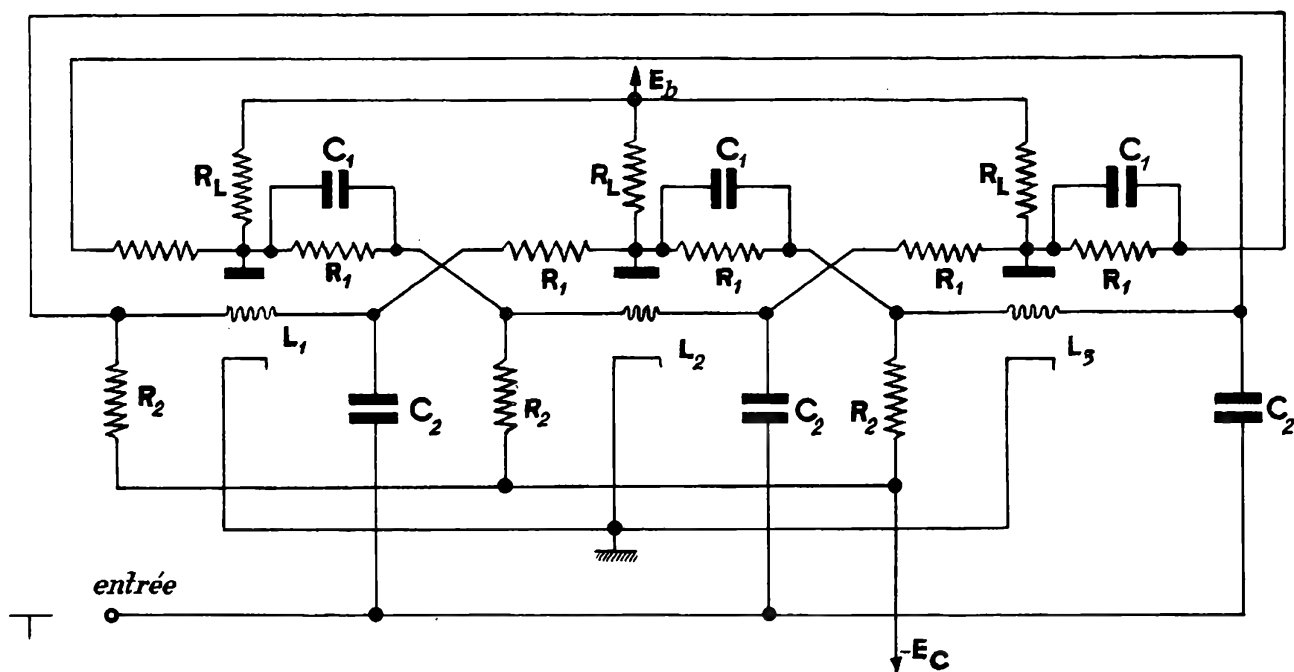 E_b
C_1
C_1
C_1
R_L
R_L
R_L
R_1
R_1
R_1
R_1
R_1
L_1
L_2
L_3
R_2
C_2
R_2
C_2
R_2
C_2
entrée
-E_C